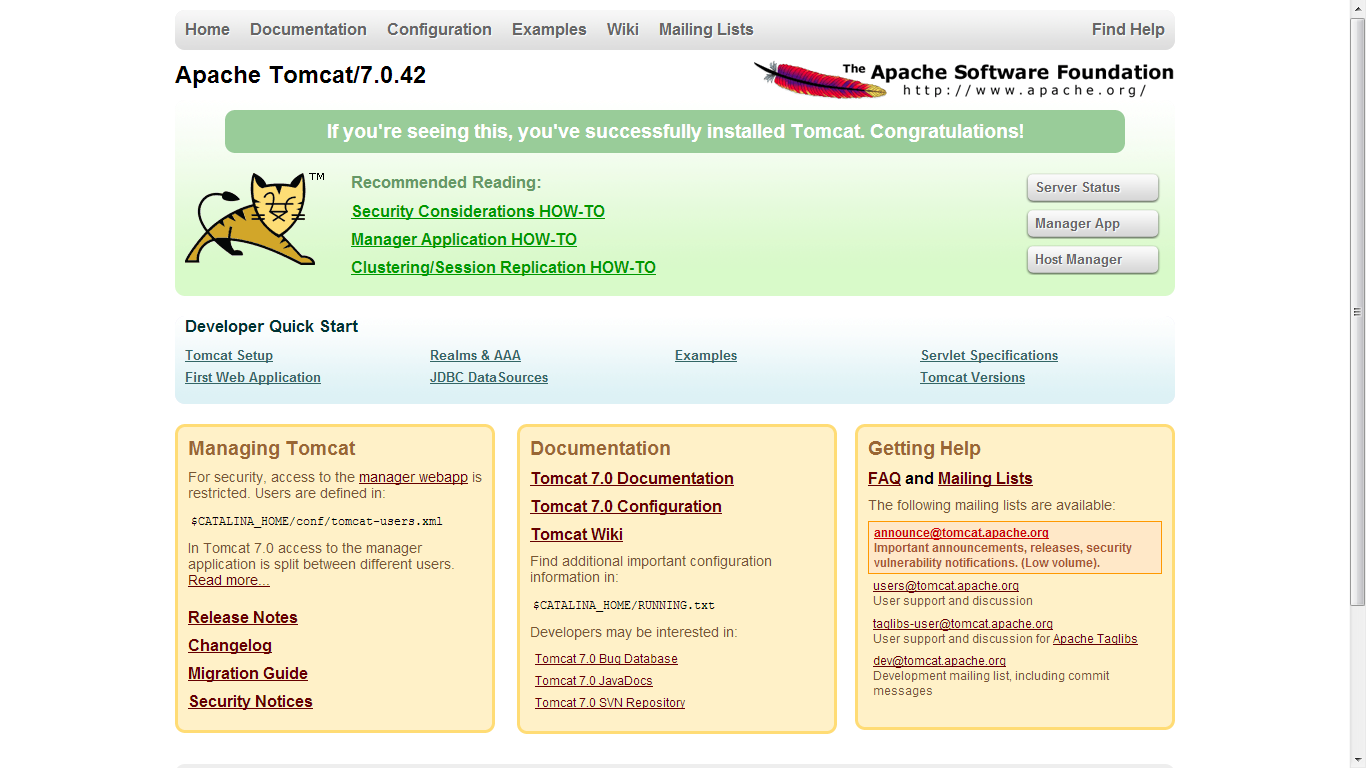 Home Documentation Configuration Examples Wiki Mailing Lists Find Help
Apache Tomcat/7.0.42
The Apache Software Foundation
http://www.apache.org/
If you're seeing this, you've successfully installed Tomcat. Congratulations!
TM
Recommended Reading:
Security Considerations HOW-TO
Manager Application HOW-TO
Clustering/Session Replication HOW-TO
Server Status
Manager App
Host Manager
Developer Quick Start
Tomcat Setup
First Web Application
Realms & AAA
JDBC DataSources
Examples
Servlet Specifications
Tomcat Versions
Managing Tomcat
For security, access to the manager webapp is
restricted. Users are defined in:
$CATALINA_HOME/conf/tomcat-users.xml
In Tomcat 7.0 access to the manager
application is split between different users.
Read more...
Release Notes
Changelog
Migration Guide
Security Notices
Documentation
Tomcat 7.0 Documentation
Tomcat 7.0 Configuration
Tomcat Wiki
Find additional important configuration
information in:
$CATALINA_HOME/RUNNING.txt
Developers may be interested in:
Tomcat 7.0 Bug Database
Tomcat 7.0 JavaDocs
Tomcat 7.0 SVN Repository
Getting Help
FAQ and Mailing Lists
The following mailing lists are available:
announce@tomcat.apache.org
Important announcements, releases, security
vulnerability notifications. (Low volume).
users@tomcat.apache.org
User support and discussion
taglibs-user@tomcat.apache.org
User support and discussion for Apache Taglibs
dev@tomcat.apache.org
Development mailing list, including commit
messages